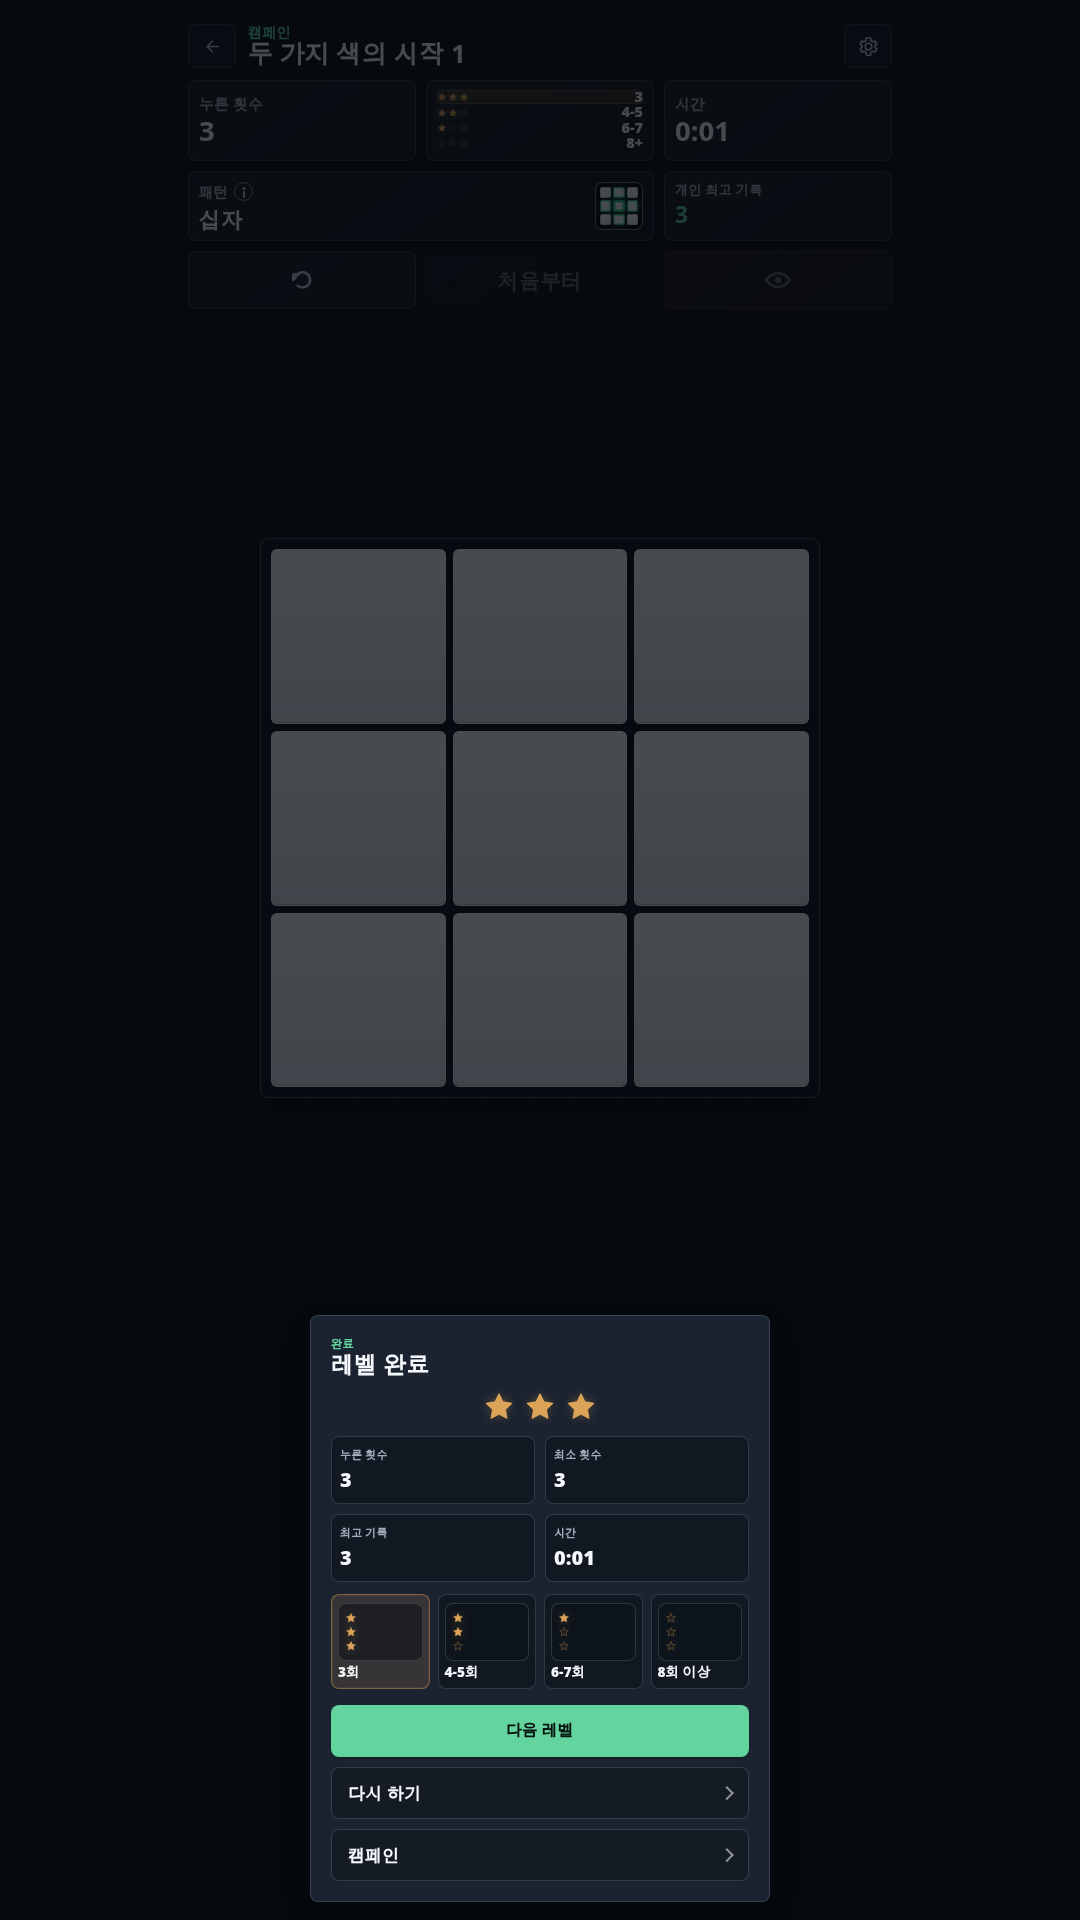 캠페인
두 가지 색의 시작 1
누른 횟수
3
3
4-5
6-7
8+
시간
0:01
패턴
십자
개인 최고 기록
3
처음부터
완료
레벨 완료
누른 횟수
3
최소 횟수
3
최고 기록
3
시간
0:01
3회
4-5회
6-7회
8회 이상
다음 레벨
다시 하기
캠페인